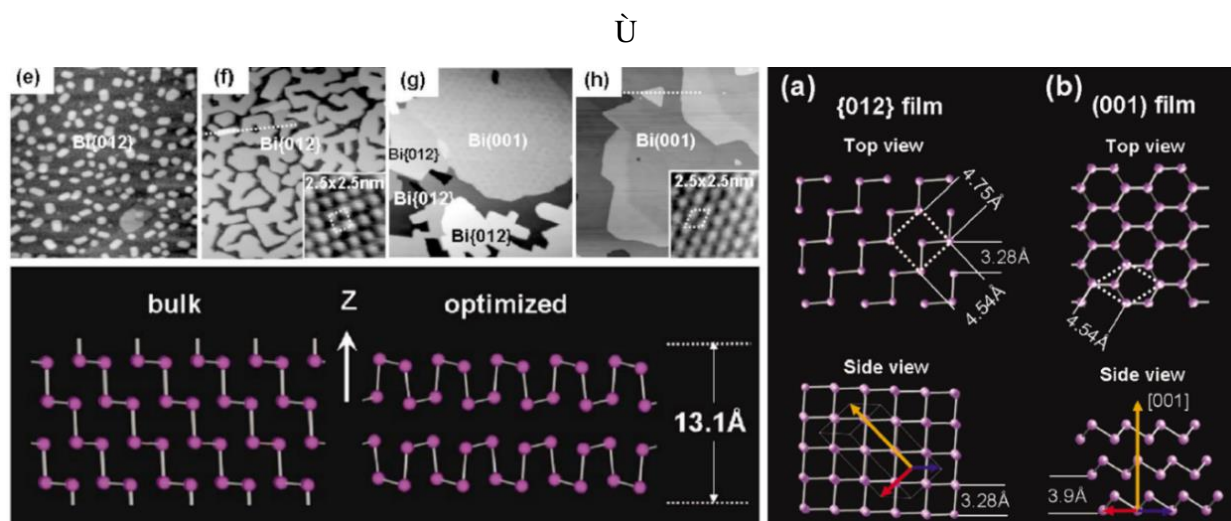 Ù
(e)
Bi(012)
(f)
Bi{012}
2.5x2.5nm
(g)
Bi(001)
Bi{012}
Bi{012}
Bi{012}
(h)
Bi(001)
2.5x2.5nm
bulk
Z
optimized
13.1Å
(a)
{012} film
Top view
4.75Å
3.28Å
4.54Å
Side view
3.28Å
(b)
(001) film
Top view
4.54Å
Side view
[001]
3.9Å